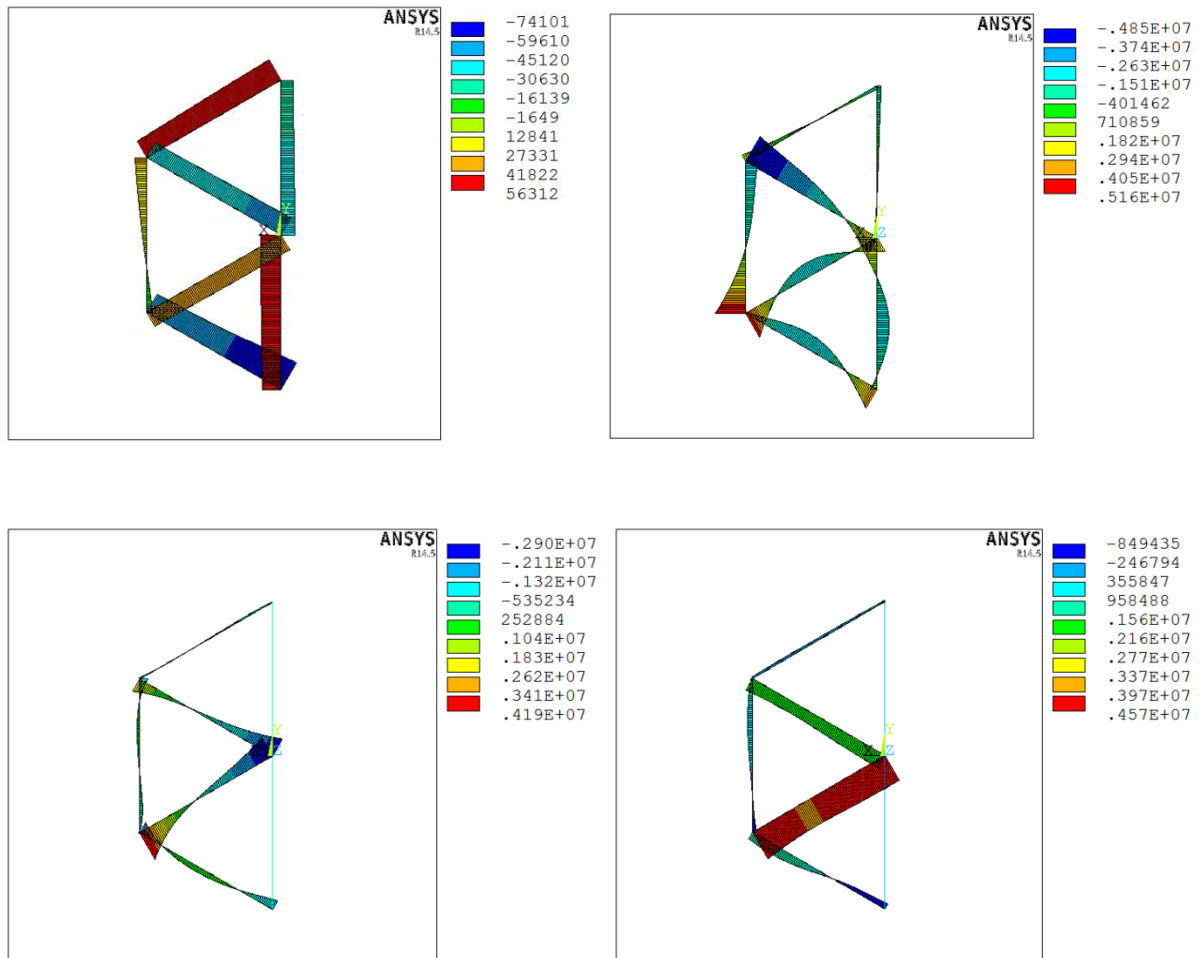 ANSYS
R14.5
-74101
-59610
-45120
-30630
-16139
-1649
12841
27331
41822
56312
Y
X
ANSYS
R14.5
-.485E+07
-.374E+07
-.263E+07
-.151E+07
-401462
710859
.182E+07
.294E+07
.405E+07
.516E+07
Y
X Z
ANSYS
R14.5
-.290E+07
-.211E+07
-.132E+07
-535234
252884
.104E+07
.183E+07
.262E+07
.341E+07
.419E+07
Y
Z
ANSYS
R14.5
-849435
-246794
355847
958488
.156E+07
.216E+07
.277E+07
.337E+07
.397E+07
.457E+07
Y
X Z